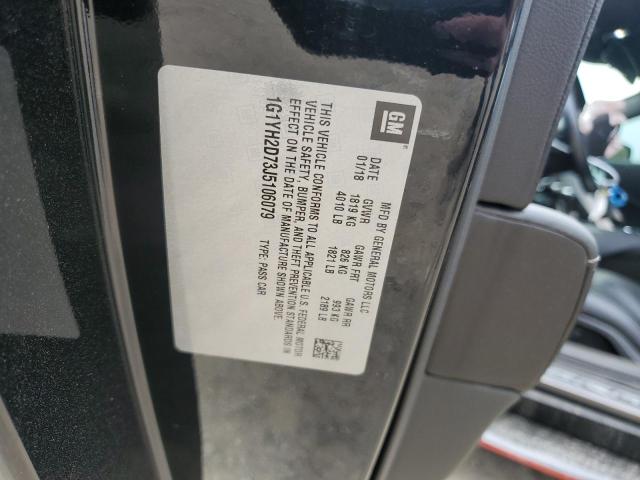 GM
MFD BY GENERAL MOTORS LLC
DATE GVWR GAWR FRT GAWR RR
01/18 1819 KG 826 KG 993 KG
4010 LB 1821 LB 2189 LB
THIS VEHICLE CONFORMS TO ALL APPLICABLE U.S. FEDERAL MOTOR
VEHICLE SAFETY, BUMPER, AND THEFT PREVENTION STANDARDS IN
EFFECT ON THE DATE OF MANUFACTURE SHOWN ABOVE.
1G1YH2D73J5106079 TYPE: PASS CAR